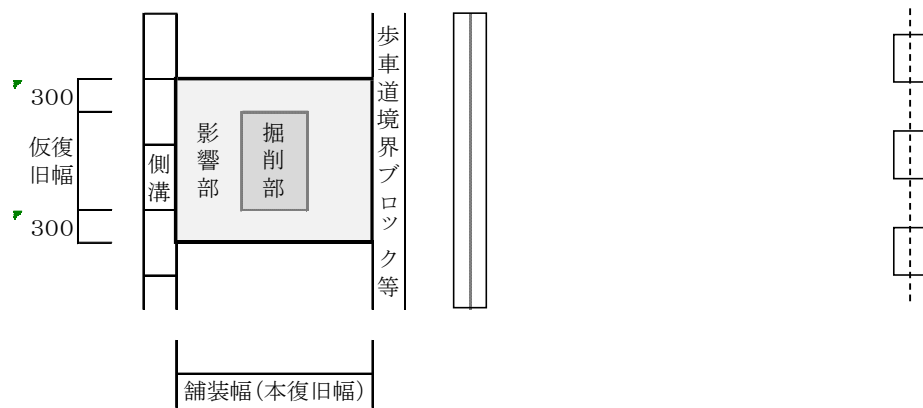 歩車道境界ブロック等
300
仮復
旧幅
300
側溝
影響部
掘削部
舗装幅(本復旧幅)